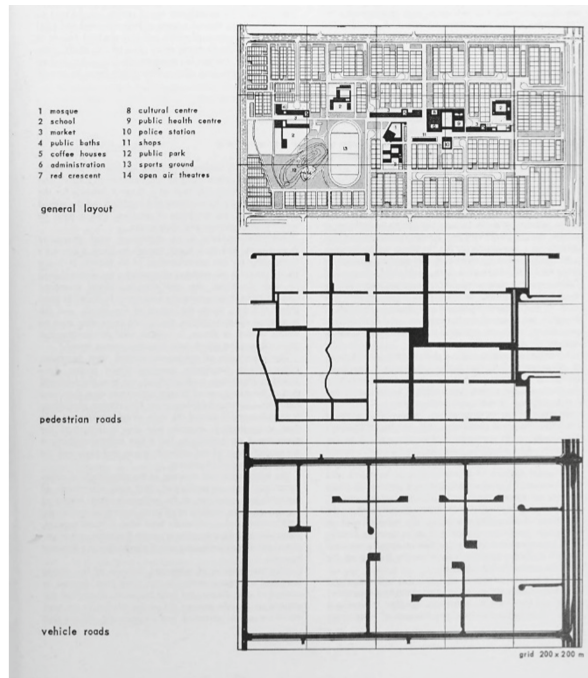 1 mosque
2 school
3 market
4 public baths
5 coffee houses
6 administration
7 red crescent
8 cultural centre
9 public health centre
10 police station
11 shops
12 public park
13 sports ground
14 open air theatres
general layout
pedestrian roads
vehicle roads
grid 200 x 200 m